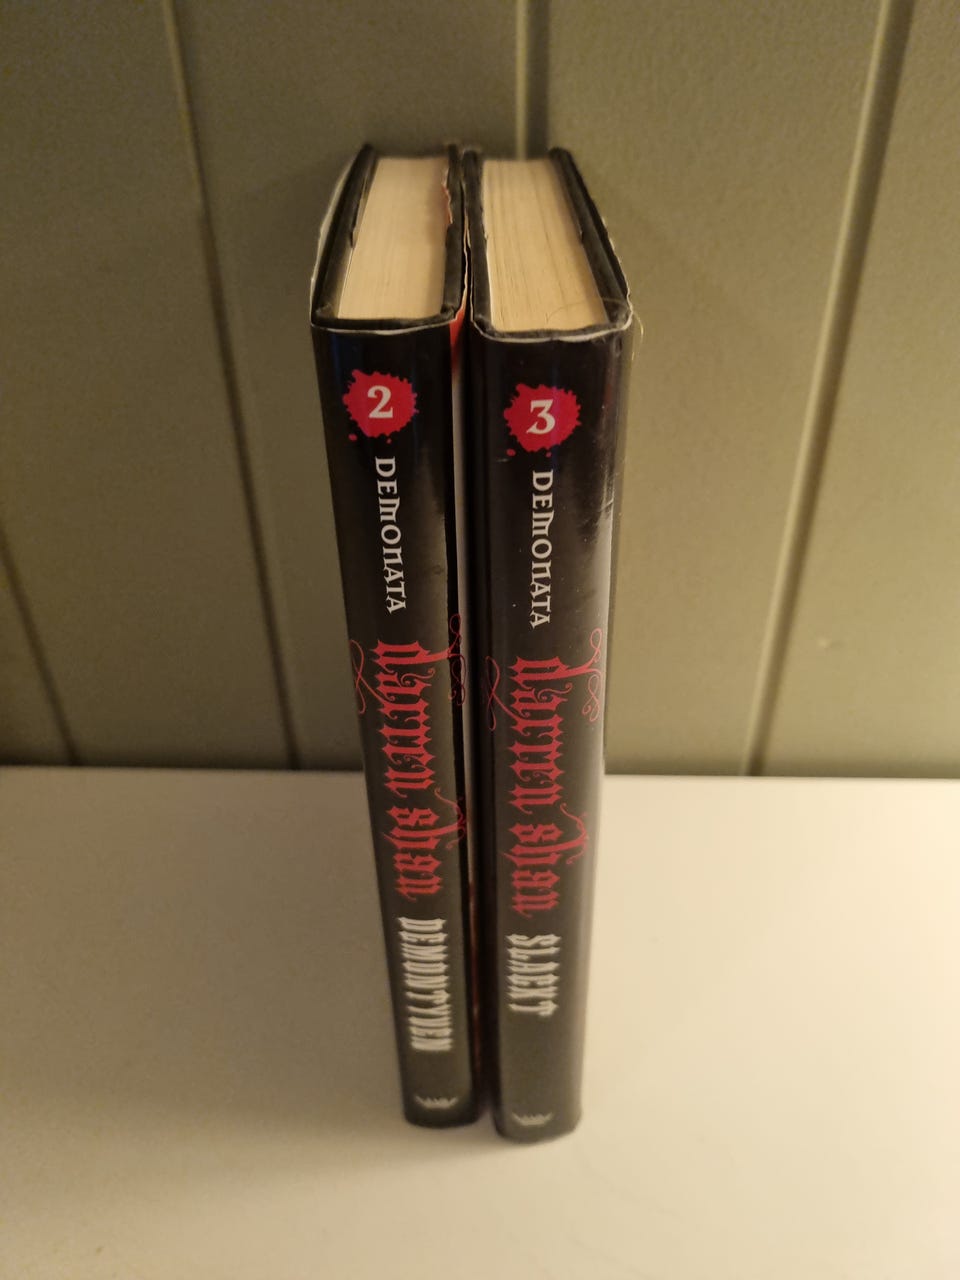 2
DEMONATA
darren shan
DEMONTYVEN
3
DEMONATA
darren shan
SLAKT